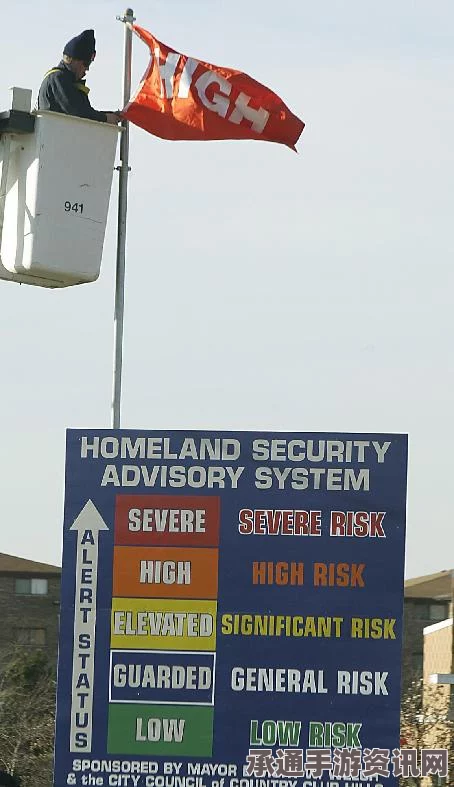 HIGH
941
HOMELAND SECURITY
ADVISORY SYSTEM
ALERT STATUS
SEVERE SEVERE RISK
HIGH HIGH RISK
ELEVATED SIGNIFICANT RISK
GUARDED GENERAL RISK
LOW LOW RISK
SPONSORED BY MAYOR
& the CITY COUNCIL of COUNTRY CLUB HILLS
承通手游资讯网